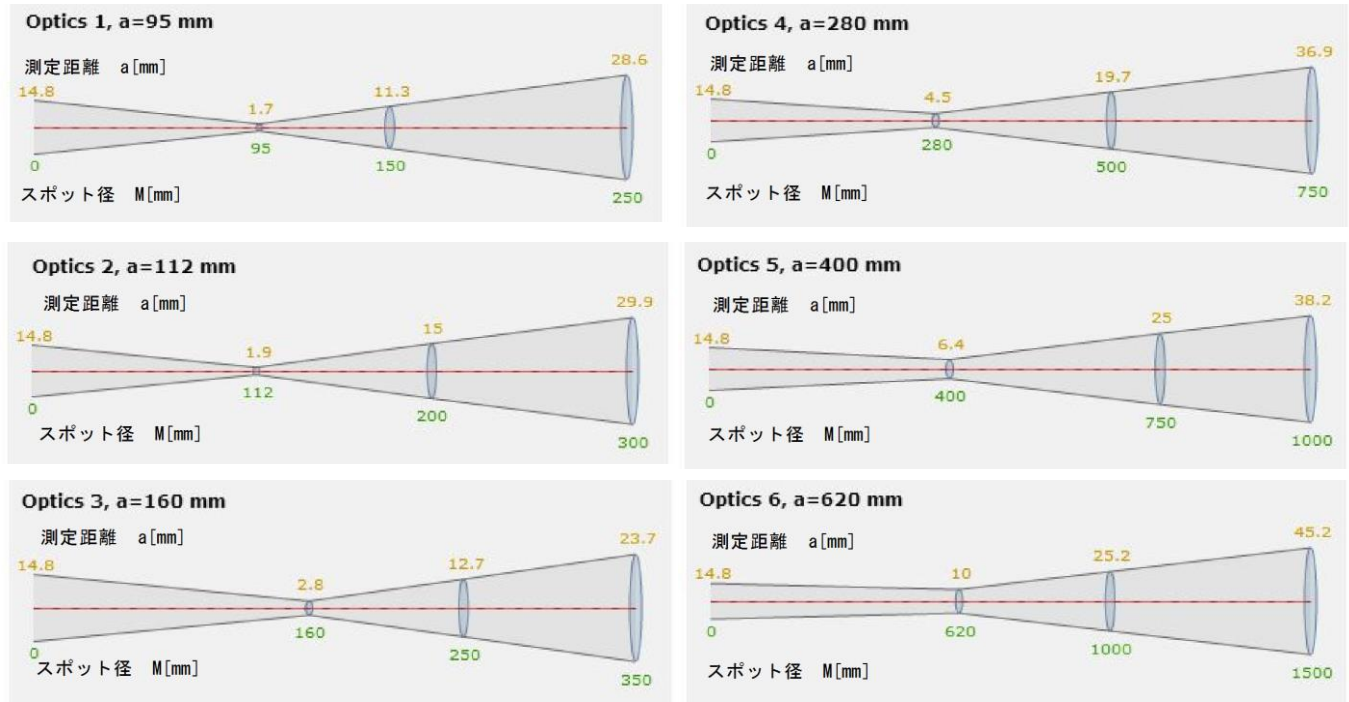 Optics 1, a=95 mm
測定距離 a[mm]
28.6
14.8
1.7
11.3
0
95
150
250
スポット径 M[mm]
Optics 2, a=112 mm
測定距離 a[mm]
29.9
14.8
1.9
15
0
112
200
300
スポット径 M[mm]
Optics 3, a=160 mm
測定距離 a[mm]
23.7
14.8
2.8
12.7
0
160
250
350
スポット径 M[mm]
Optics 4, a=280 mm
測定距離 a[mm]
36.9
14.8
4.5
19.7
0
280
500
750
スポット径 M[mm]
Optics 5, a=400 mm
測定距離 a[mm]
38.2
14.8
6.4
25
0
400
750
1000
スポット径 M[mm]
Optics 6, a=620 mm
測定距離 a[mm]
45.2
14.8
10
25.2
0
620
1000
1500
スポット径 M[mm]